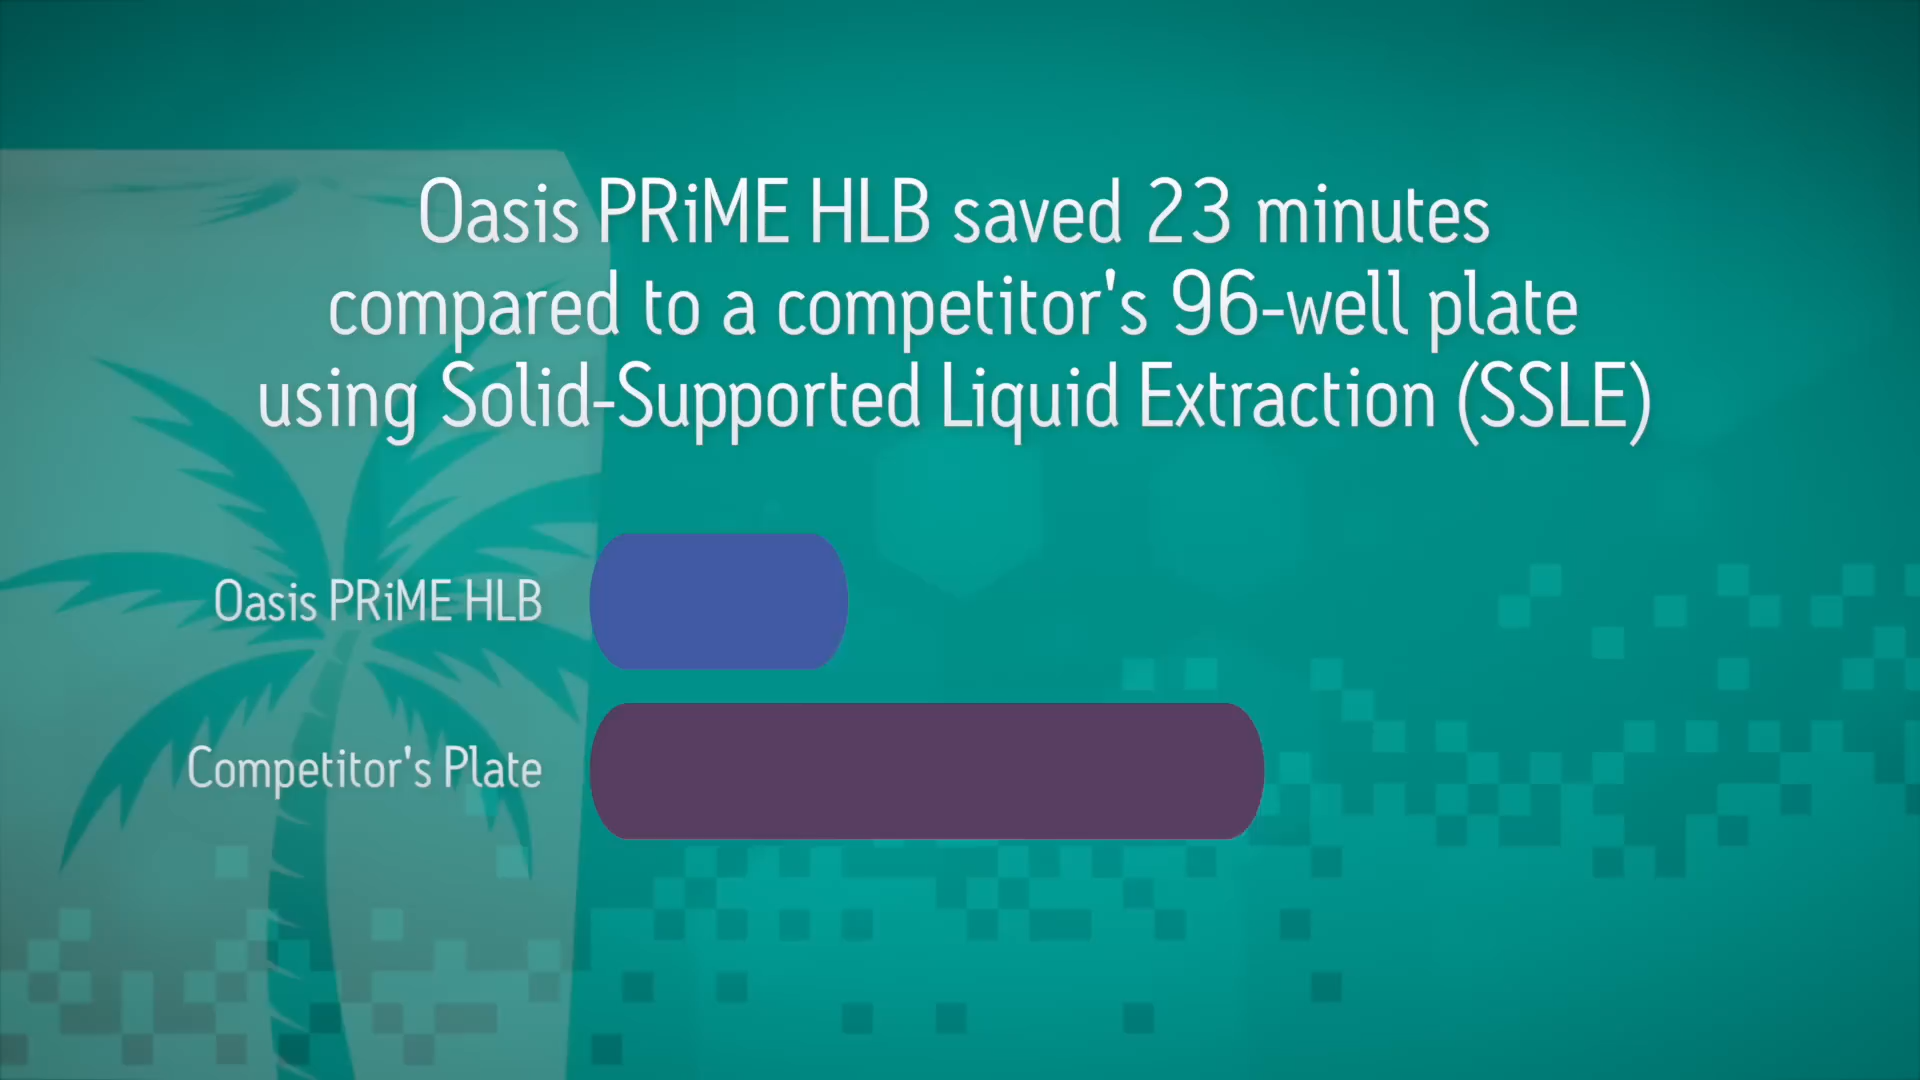 Oasis PRiME HLB saved 23 minutes
compared to a competitor's 96-well plate
using Solid-Supported Liquid Extraction (SSLE)
Oasis PRiME HLB
Competitor's Plate